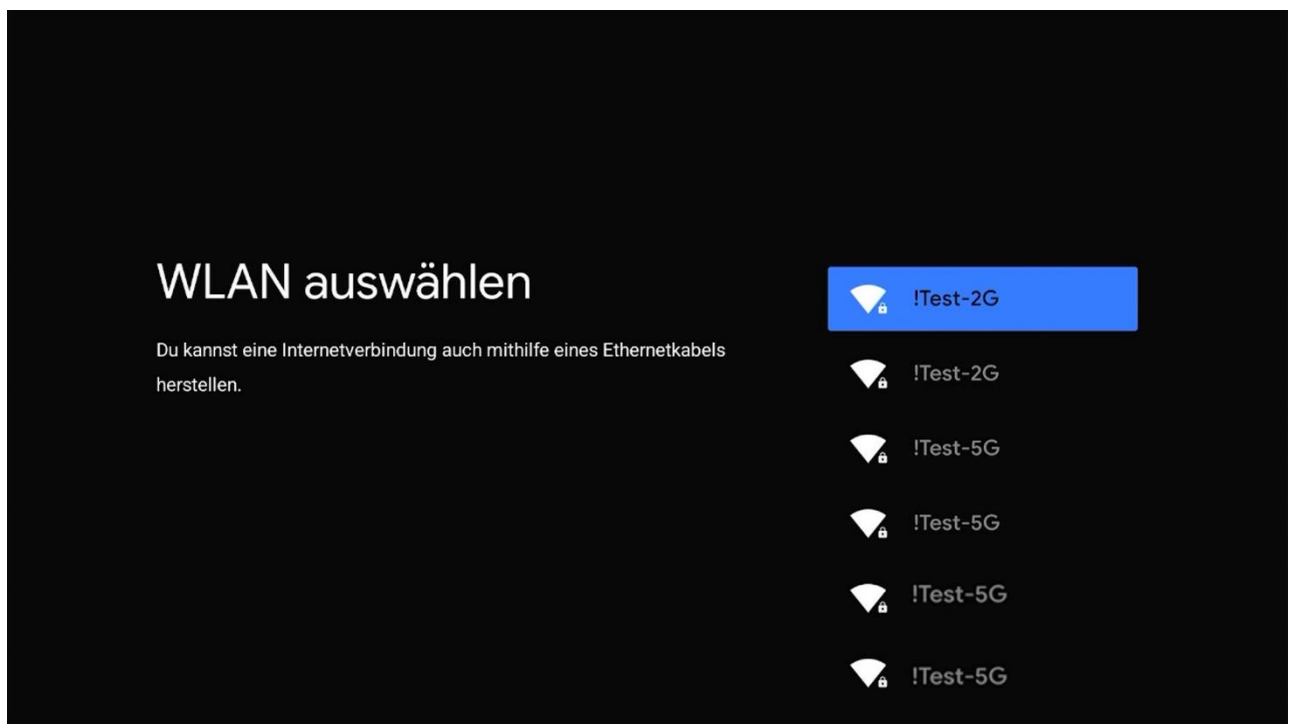 WLAN auswählen
Du kannst eine Internetverbindung auch mithilfe eines Ethernetkabels
herstellen.
!Test-2G
!Test-2G
!Test-5G
!Test-5G
!Test-5G
!Test-5G